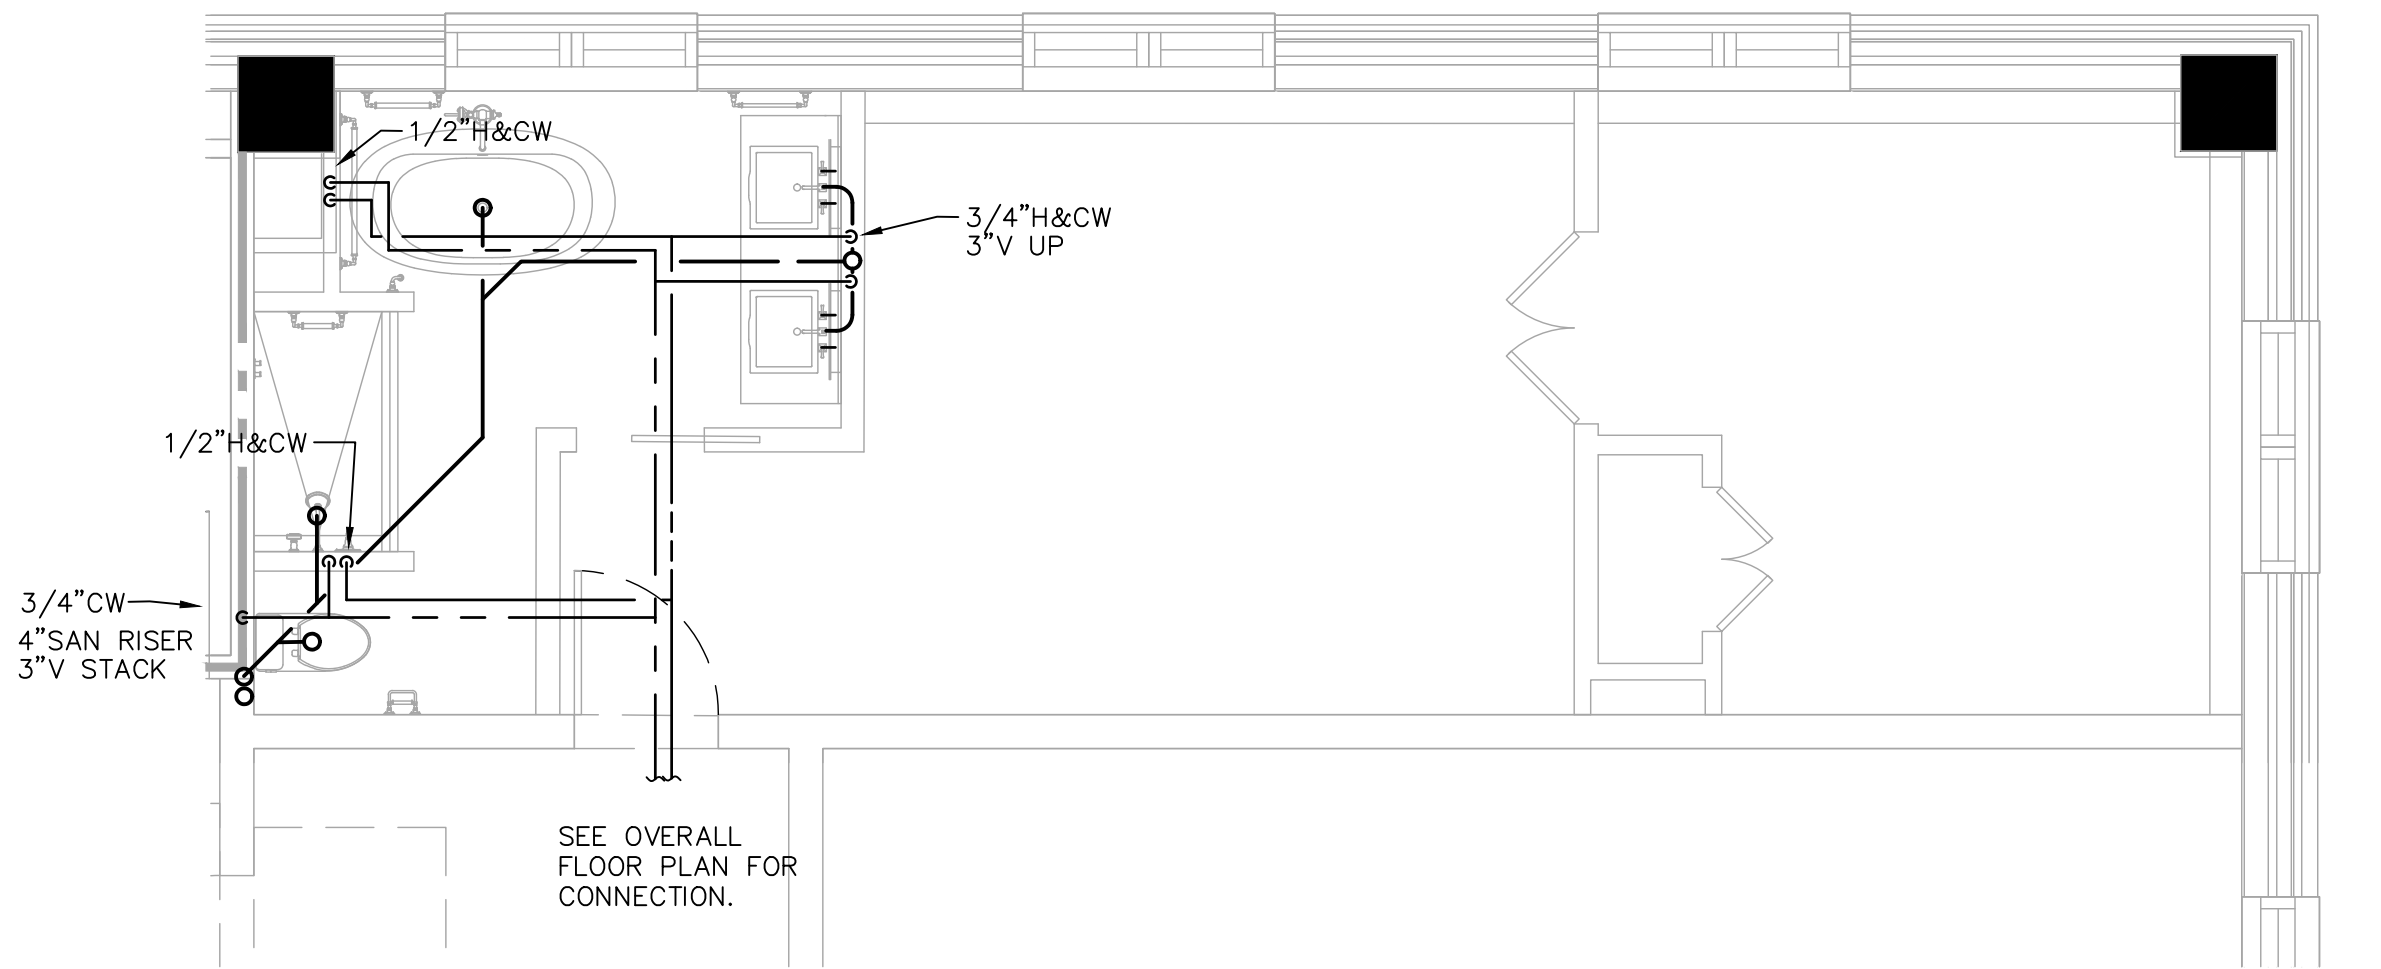 1/2"H&CW
3/4"H&CW
3"V UP
1/2"H&CW
3/4"CW
4"SAN RISER
3"V STACK
SEE OVERALL
FLOOR PLAN FOR
CONNECTION.